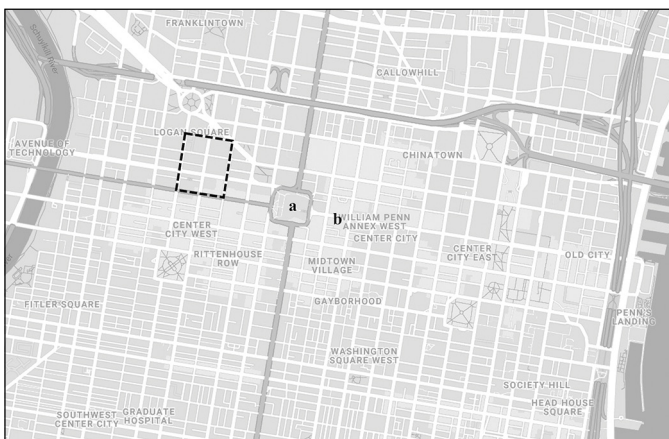 FRANKLINTOWN
Schuylkill River
CALLOWHILL
LOGAN SQUARE
AVENUE OF
TECHNOLOGY
CHINATOWN
a
b
WILLIAM PENN
ANNEX WEST
CENTER
CITY WEST
CENTER CITY
RITTENHOUSE
ROW
MIDTOWN
VILLAGE
CENTER
CITY EAST
OLD CITY
FITLER SQUARE
GAYBORHOOD
PENN'S
LANDING
WASHINGTON
SQUARE WEST
SOCIETY HILL
HEAD HOUSE
SQUARE
SOUTHWEST
CENTER CITY
GRADUATE
HOSPITAL